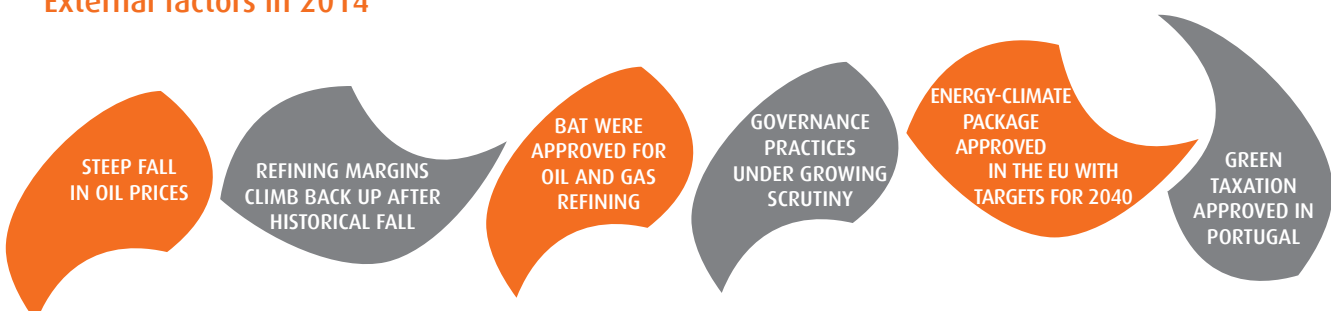 External factors in 2014
STEEP FALL
IN OIL PRICES
REFINING MARGINS
CLIMB BACK UP AFTER
HISTORICAL FALL
BAT WERE
APPROVED FOR
OIL AND GAS
REFINING
GOVERNANCE
PRACTICES
UNDER GROWING
SCRUTINY
ENERGY-CLIMATE
PACKAGE
APPROVED
IN THE EU WITH
TARGETS FOR 2040
GREEN
TAXATION
APPROVED IN
PORTUGAL